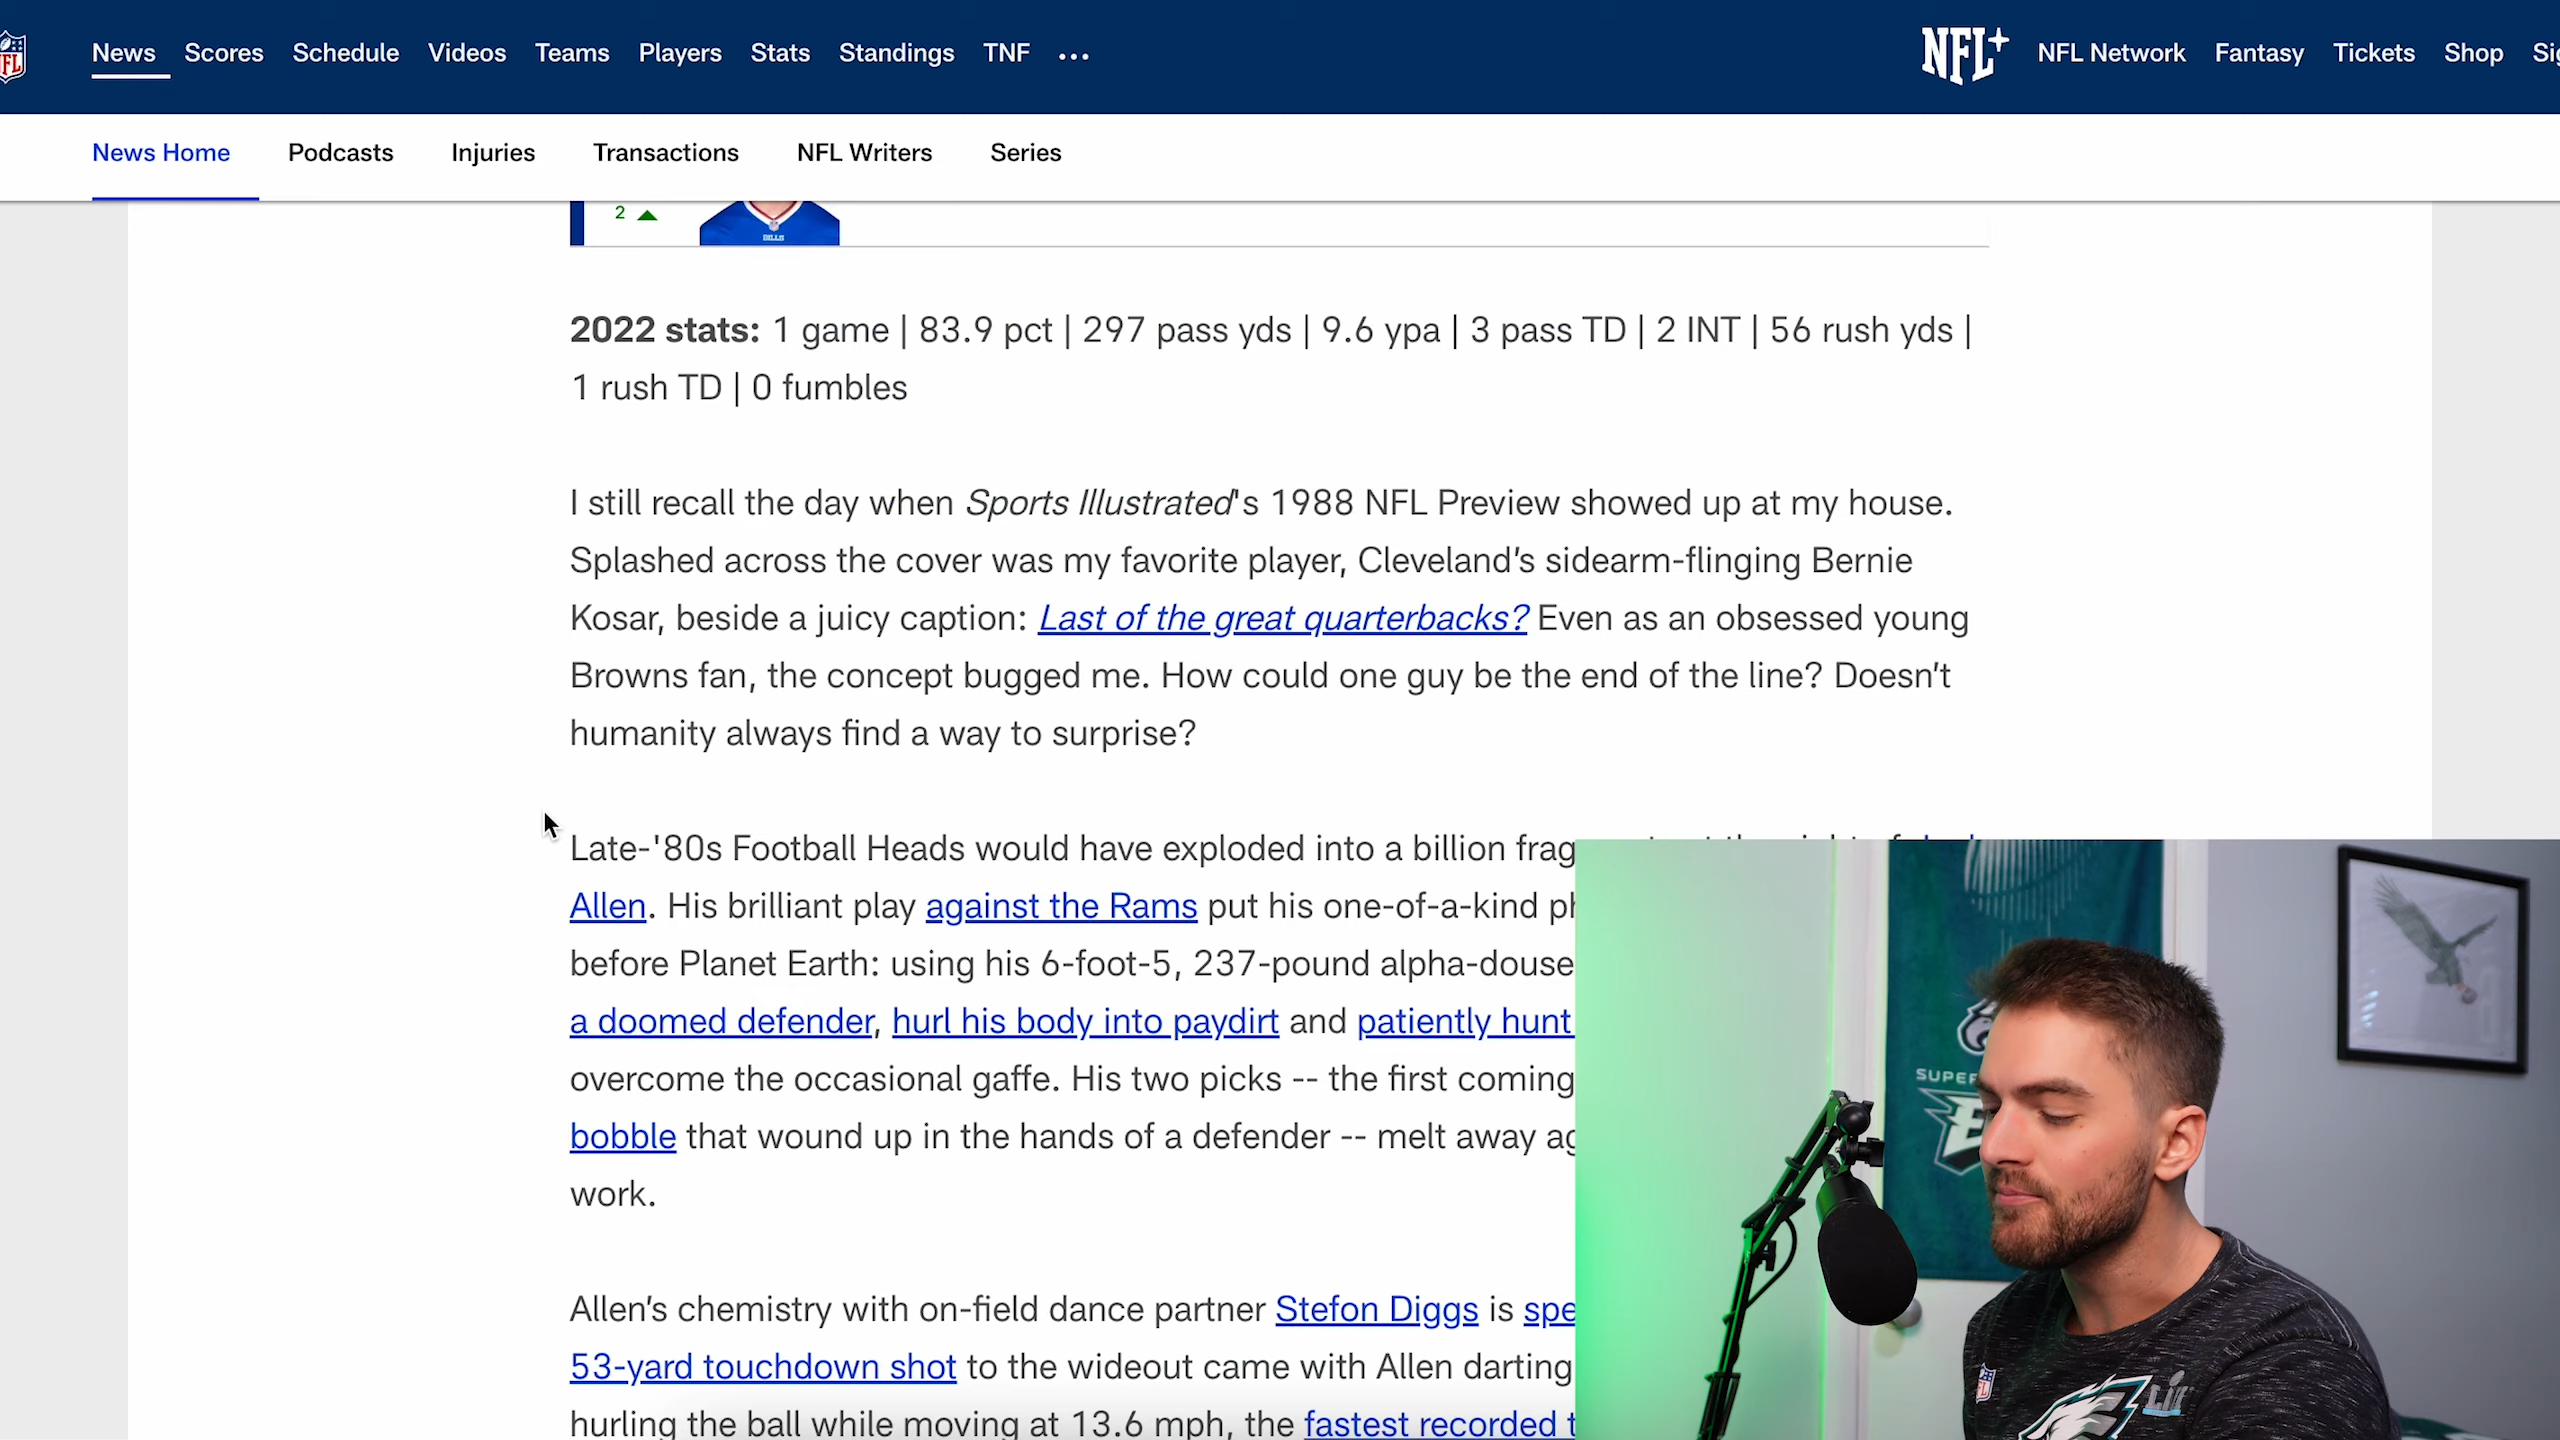 News Scores Schedule Videos Teams Players Stats Standings TNF ... NFL+ NFL Network Fantasy Tickets Shop
News Home Podcasts Injuries Transactions NFL Writers Series
2
BILLS
2022 stats: 1 game | 83.9 pct | 297 pass yds | 9.6 ypa | 3 pass TD | 2 INT | 56 rush yds |
1 rush TD | 0 fumbles
I still recall the day when Sports Illustrated's 1988 NFL Preview showed up at my house.
Splashed across the cover was my favorite player, Cleveland’s sidearm-flinging Bernie
Kosar, beside a juicy caption: Last of the great quarterbacks? Even as an obsessed young
Browns fan, the concept bugged me. How could one guy be the end of the line? Doesn’t
humanity always find a way to surprise?
Late-'80s Football Heads would have exploded into a billion frag
Allen. His brilliant play against the Rams put his one-of-a-kind
before Planet Earth: using his 6-foot-5, 237-pound alpha-douse
a doomed defender, hurl his body into paydirt and patiently hunt
overcome the occasional gaffe. His two picks -- the first coming
bobble that wound up in the hands of a defender -- melt away
work.
Allen’s chemistry with on-field dance partner Stefon Diggs is spe
53-yard touchdown shot to the wideout came with Allen darting
hurling the ball while moving at 13.6 mph, the fastest recorded
SUPER
LII